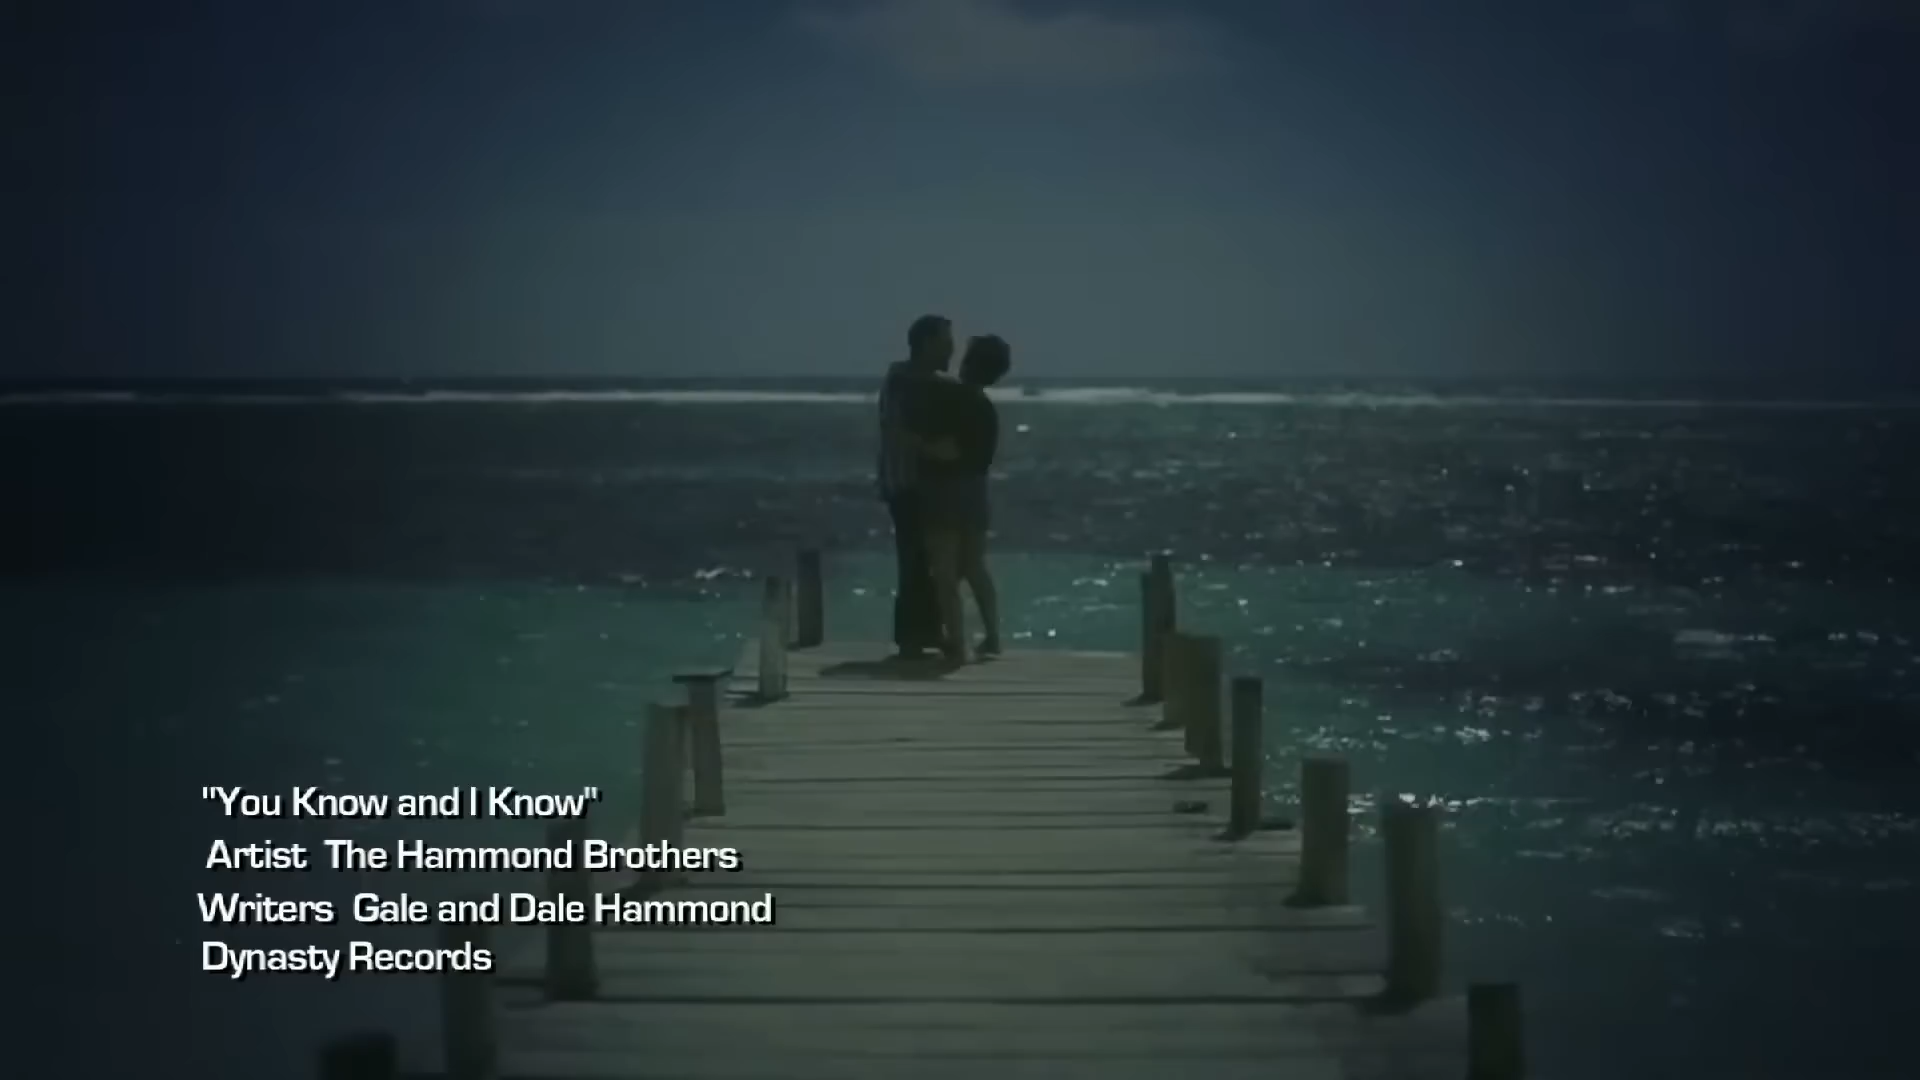 "You Know and I Know"
Artist The Hammond Brothers
Writers Gale and Dale Hammond
Dynasty Records